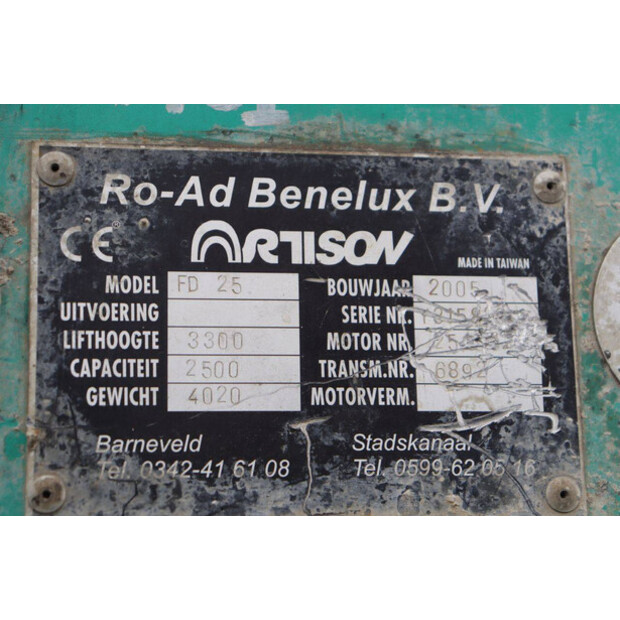 Ro-Ad Benelux B.V.
CE ARTISON MADE IN TAIWAN
MODEL FD 25 BOUWJAAR 2005
UITVOERING SERIE NR.
LIFTHOOGTE 3300 MOTOR NR.
CAPACITEIT 2500 TRANSM.NR.
GEWICHT 4020 MOTORVERM.
Barneveld Stadskanaal
Tel. 0342-41 61 08 Tel. 0599-62 05 16